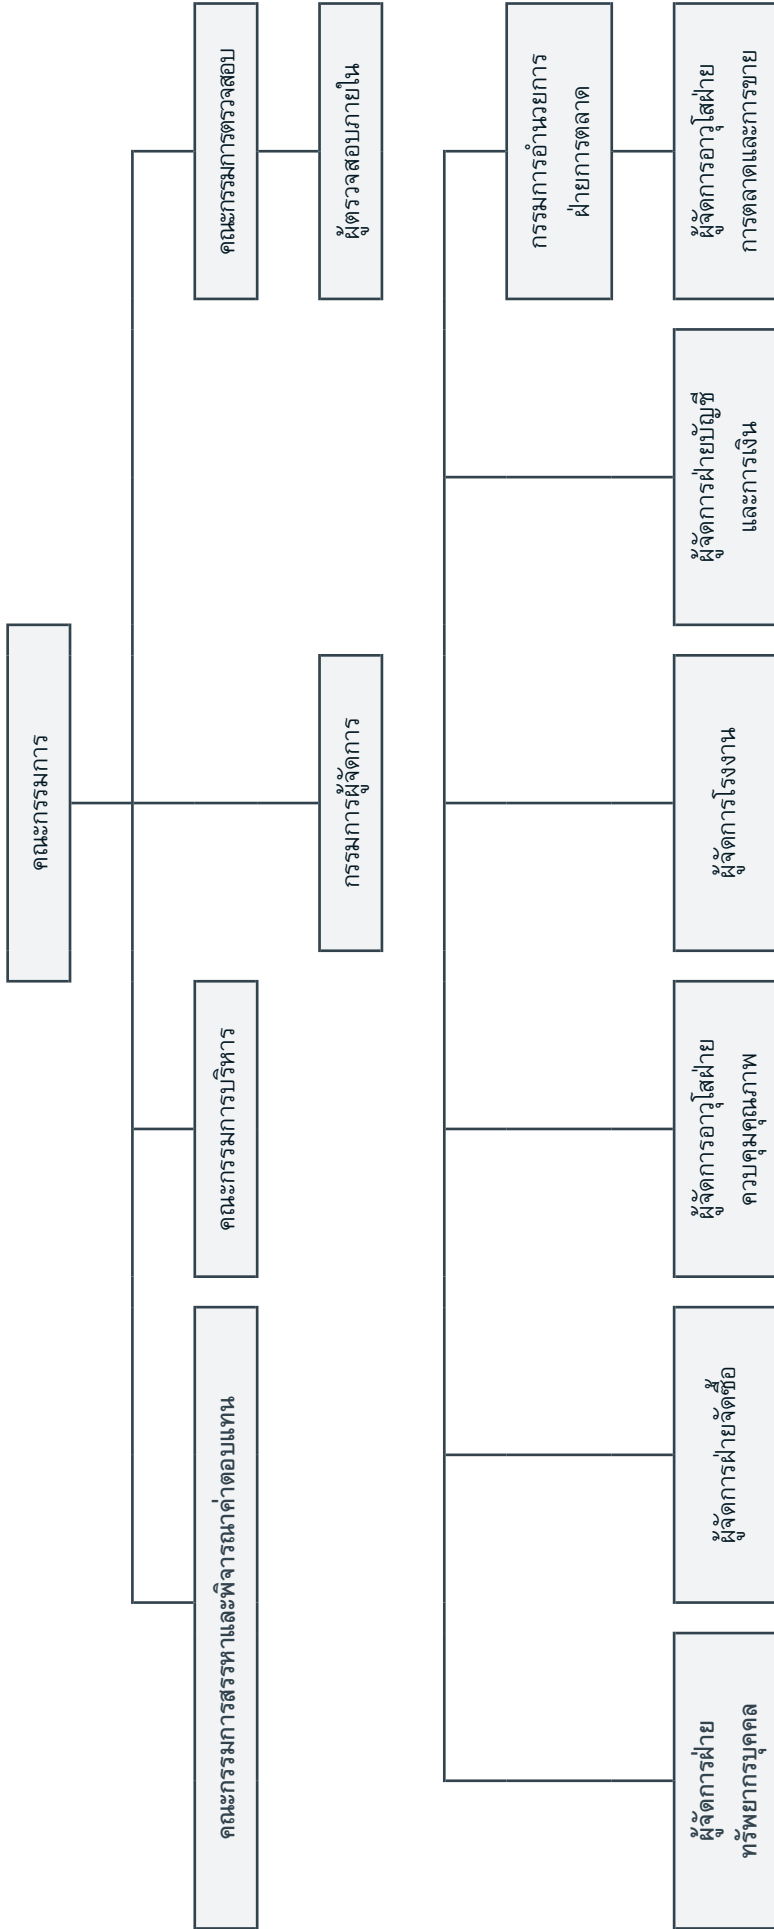 คณะกรรมการ
คณะกรรมการสรรหาและพิจารณาค่าตอบแทน
คณะกรรมการบริหาร
คณะกรรมการตรวจสอบ
กรรมการผู้จัดการ
ผู้ตรวจสอบภายใน
กรรมการอำนวยการ
ฝ่ายการตลาด
ผู้จัดการฝ่าย
ทรัพยากรบุคคล
ผู้จัดการฝ่ายจัดซื้อ
ผู้จัดการอาวุโสฝ่าย
ควบคุมคุณภาพ
ผู้จัดการโรงงาน
ผู้จัดการฝ่ายบัญชี
และการเงิน
ผู้จัดการอาวุโสฝ่าย
การตลาดและการขาย